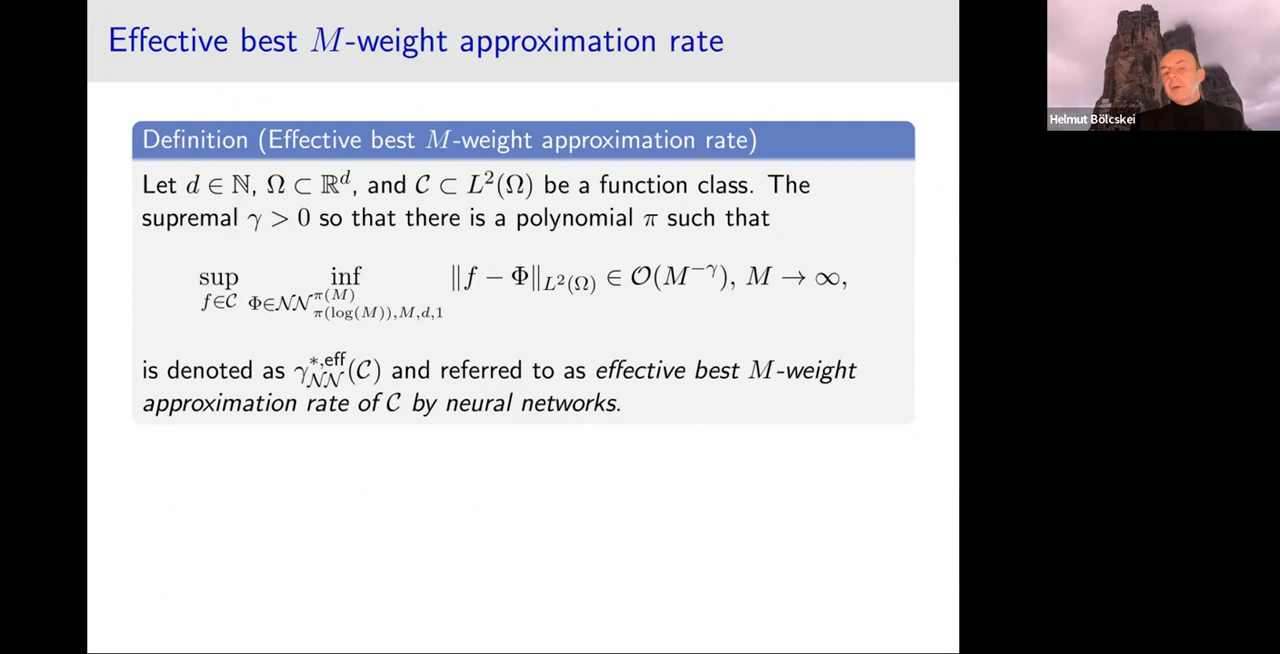 Effective best M-weight approximation rate
Helmut Bölcskei
Definition (Effective best M-weight approximation rate)
Let d ∈ ℕ, Ω ⊂ ℝ^d, and 𝒞 ⊂ L²(Ω) be a function class. The
supremal γ > 0 so that there is a polynomial π such that
sup_{f∈𝒞} inf_{Φ∈𝒩𝒩^{π(M)}_{π(log(M)),M,d,1}} ‖f − Φ‖_{L²(Ω)} ∈ 𝒪(M^{−γ}), M → ∞,
is denoted as γ^{*,eff}_{𝒩𝒩}(𝒞) and referred to as effective best M-weight
approximation rate of 𝒞 by neural networks.